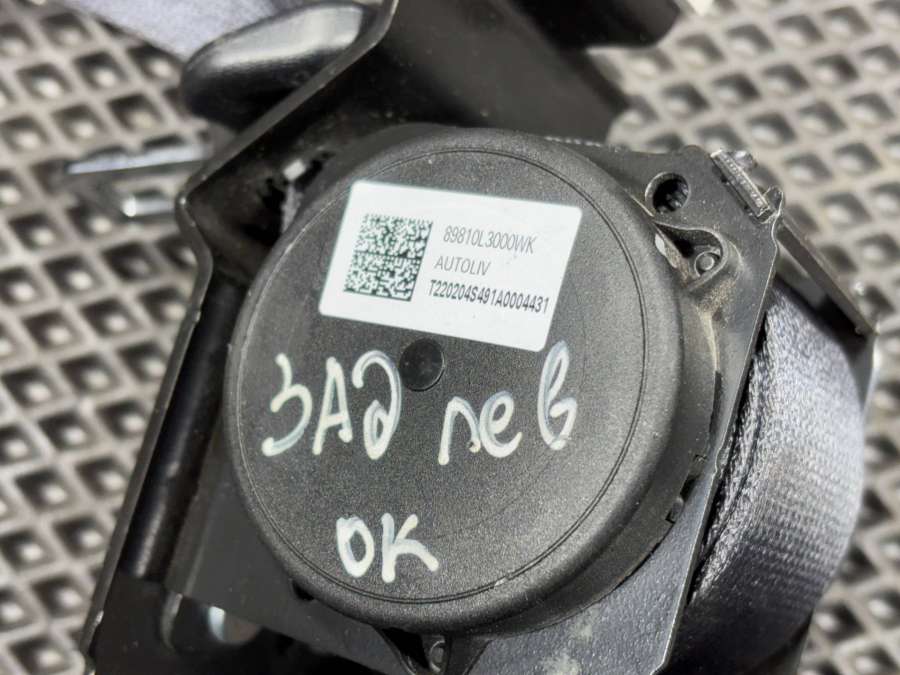 89810L3000WK
AUTOLIV
T220204S491A0004431
ЗАД лев
ОК